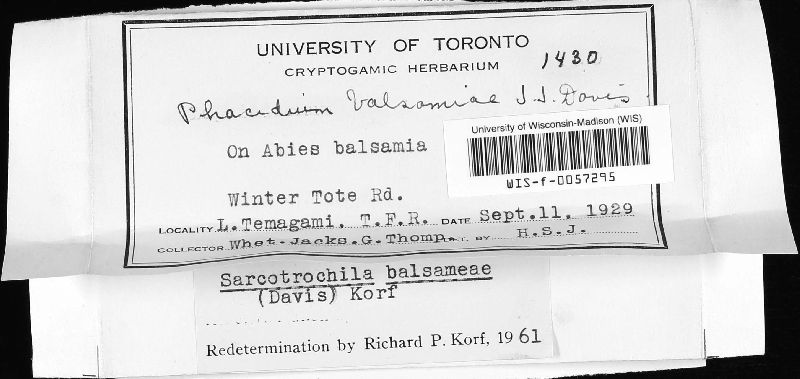 UNIVERSITY OF TORONTO
CRYPTOGAMIC HERBARIUM
1430
Phacidium balsamiae J.J. Davis.
University of Wisconsin-Madison (WIS)
WIS-f-0057295
On Abies balsamia
Winter Tote Rd.
LOCALITY L.Temagami, T.F.R. DATE Sept.11, 1929
COLLECTOR Whet.Jacks.G.Thomp. BY H.S.J.
Sarcotrochila balsameae
(Davis) Korf
Redetermination by Richard P. Korf, 1961